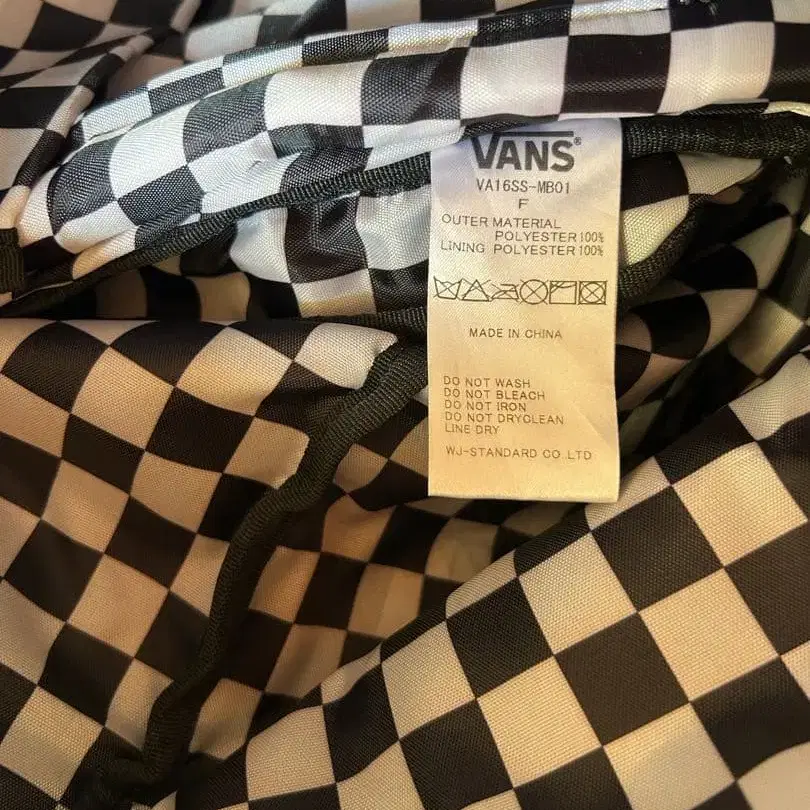 VANS®
VA16SS-MB01
F
OUTER MATERIAL
POLYESTER 100%
LINING POLYESTER 100%
MADE IN CHINA
DO NOT WASH
DO NOT BLEACH
DO NOT IRON
DO NOT DRYCLEAN
LINE DRY
WJ-STANDARD CO.LTD